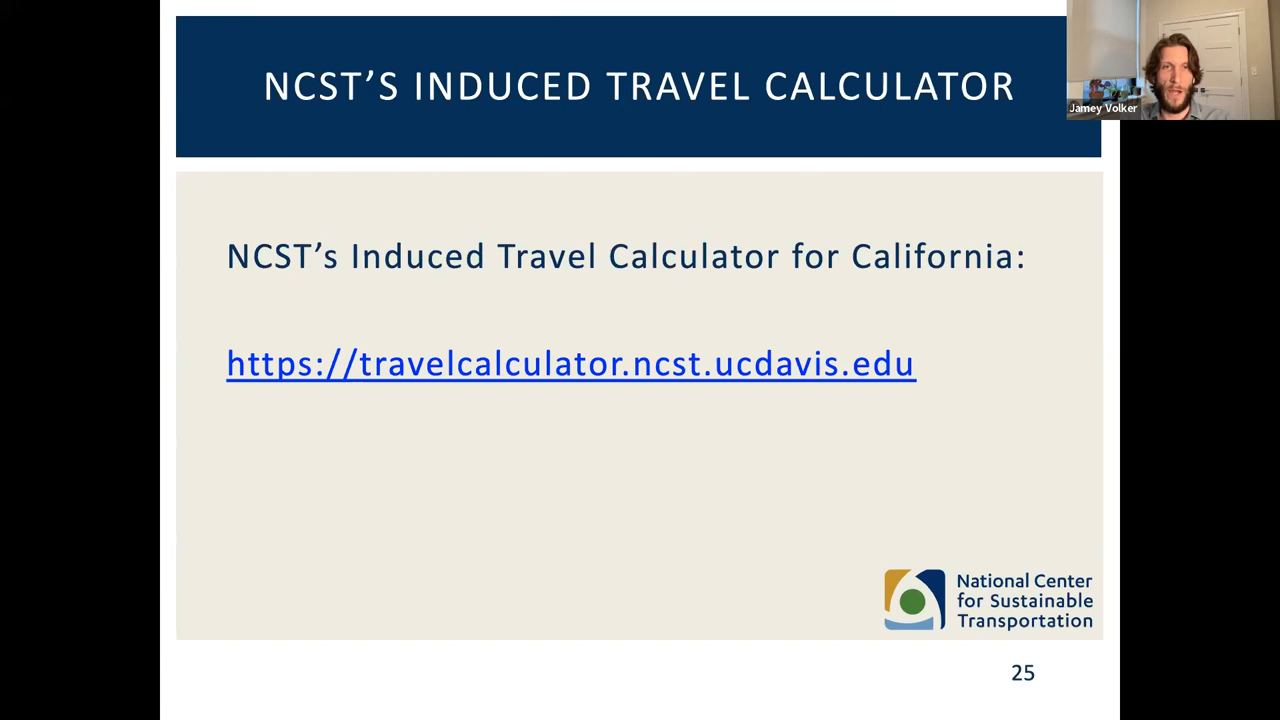 NCST'S INDUCED TRAVEL CALCULATOR
Jamey Volker
NCST's Induced Travel Calculator for California:
https://travelcalculator.ncst.ucdavis.edu
National Center
for Sustainable
Transportation
25